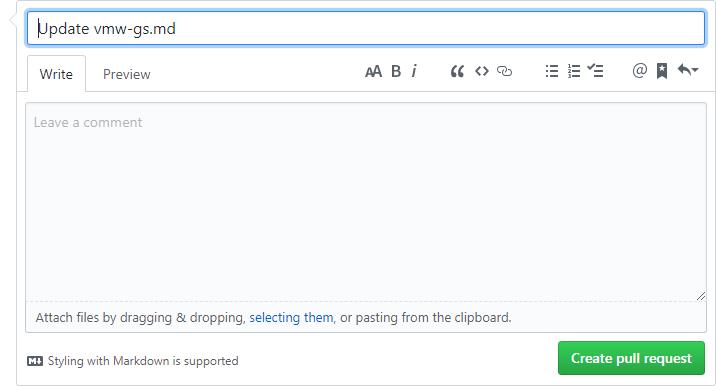 Update vmw-gs.md
Write Preview AA B i @
Leave a comment
Attach files by dragging & dropping, selecting them, or pasting from the clipboard.
Styling with Markdown is supported
Create pull request